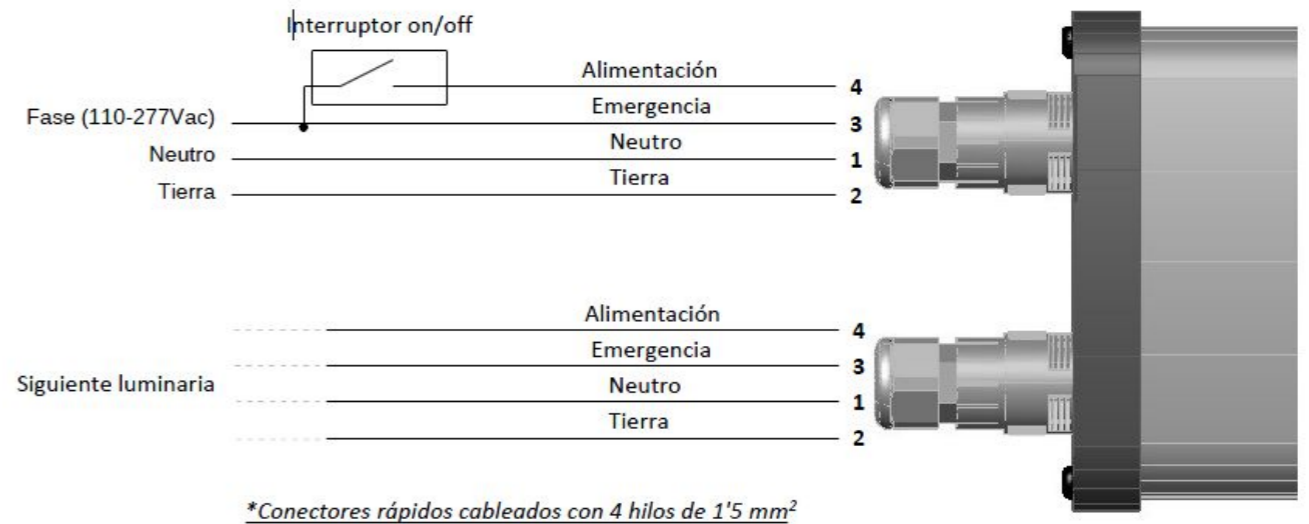 Interruptor on/off
Alimentación 4
Fase (110-277Vac) Emergencia 3
Neutro Neutro 1
Tierra Tierra 2
Alimentación 4
Emergencia 3
Siguiente luminaria Neutro 1
Tierra 2
*Conectores rápidos cableados con 4 hilos de 1'5 mm²